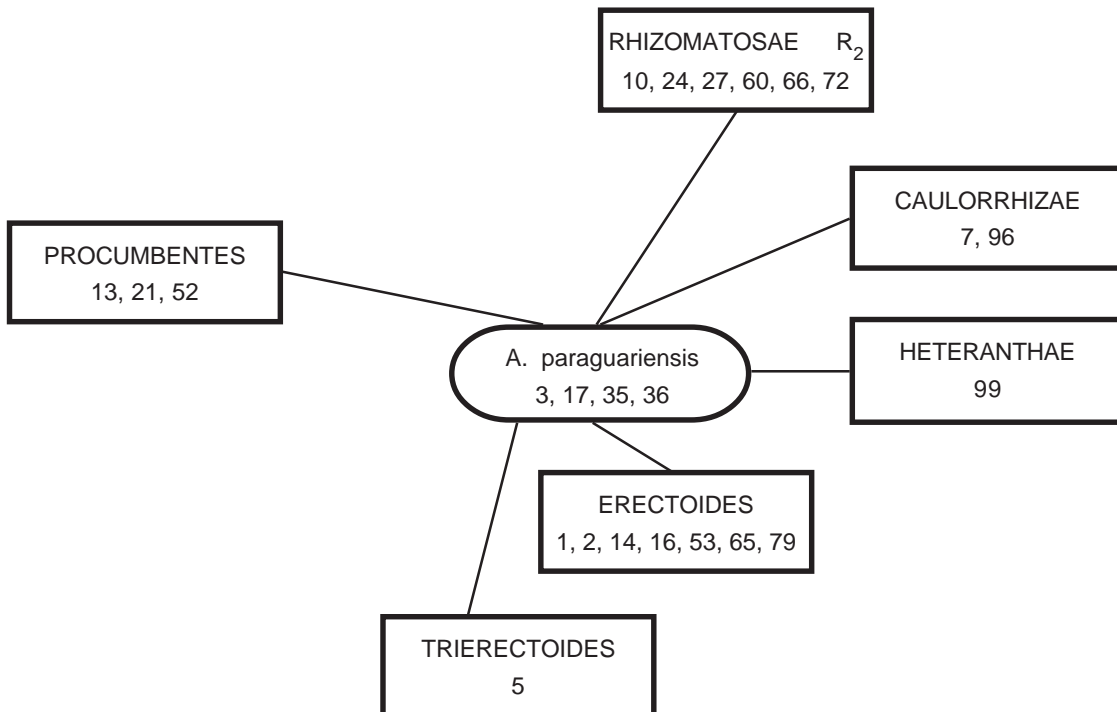 RHIZOMATOSAE R2
10, 24, 27, 60, 66, 72
CAULORRHIZAE
7, 96
PROCUMBENTES
13, 21, 52
HETERANTHAE
99
A. paraguariensis
3, 17, 35, 36
ERECTOIDES
1, 2, 14, 16, 53, 65, 79
TRIERECTOIDES
5